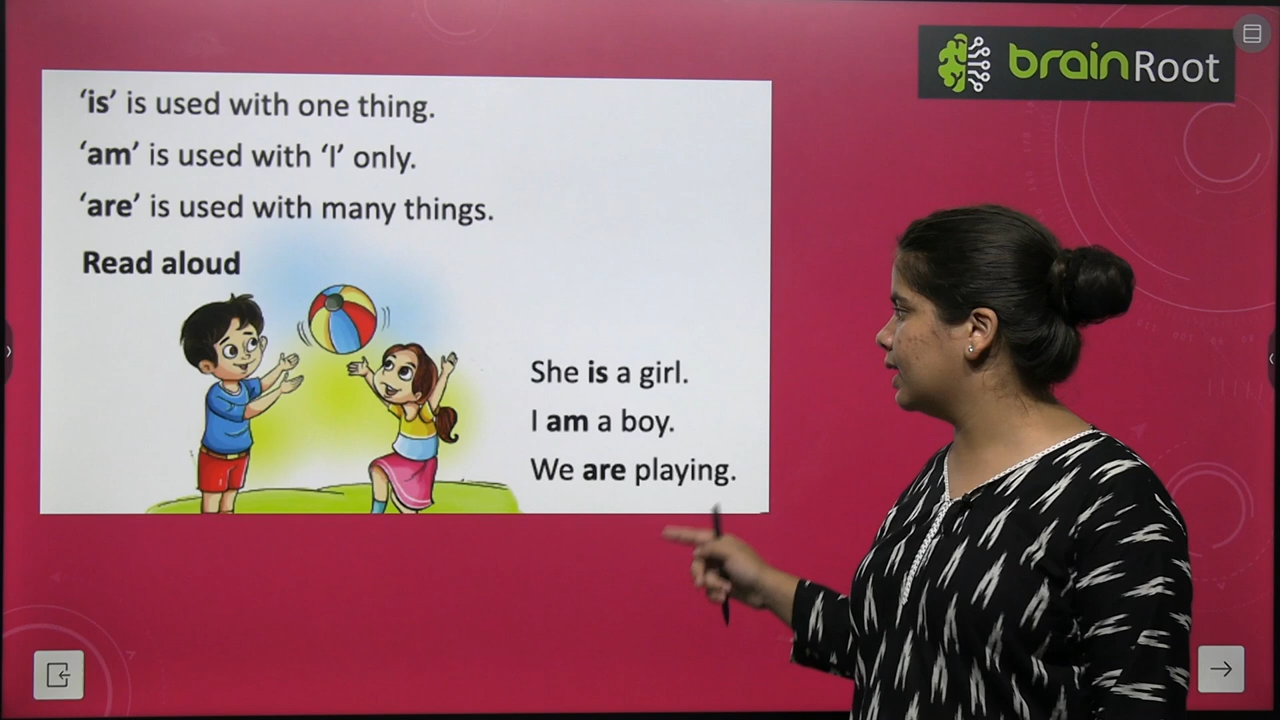 'is' is used with one thing.
'am' is used with 'I' only.
'are' is used with many things.
Read aloud
She is a girl.
I am a boy.
We are playing.
brainRoot